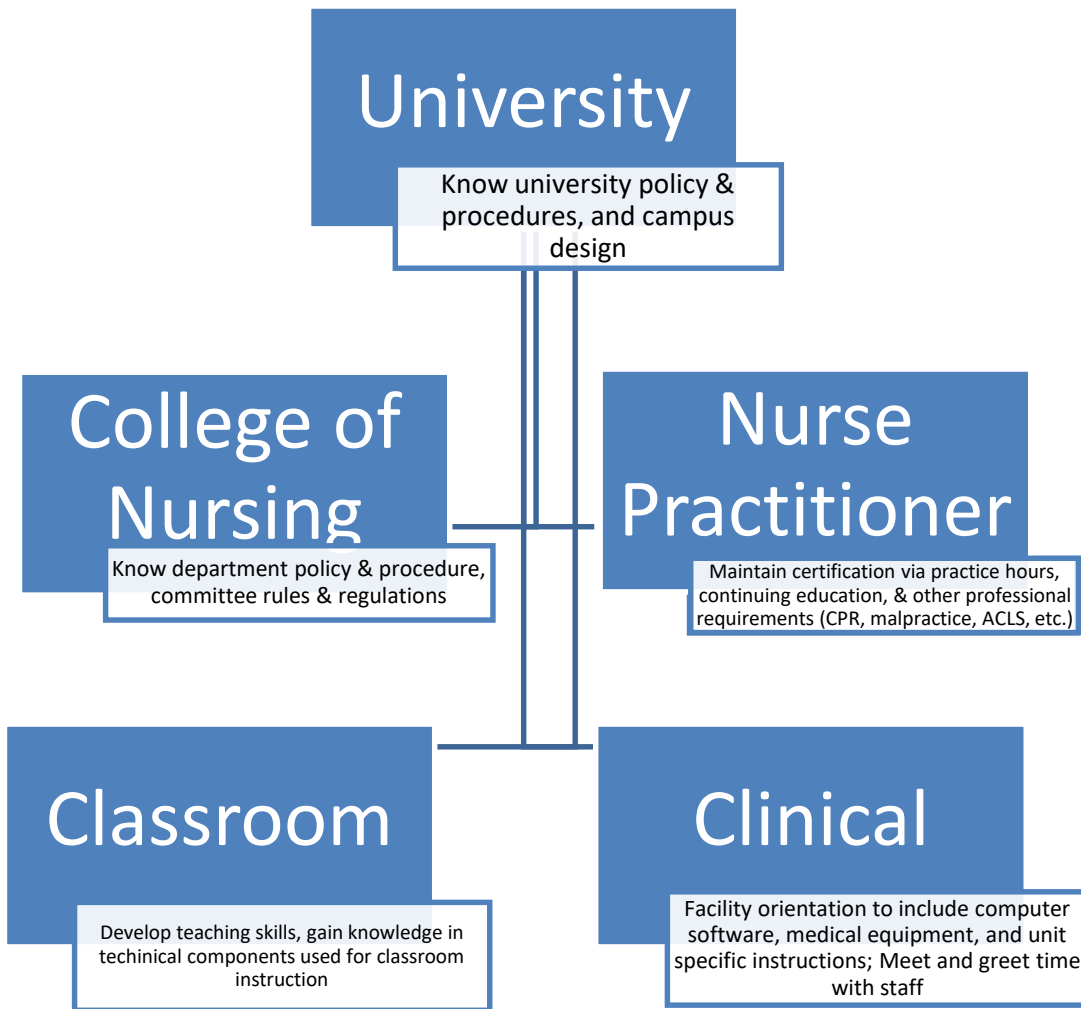 University
Know university policy &
procedures, and campus
design
College of
Nursing
Know department policy & procedure,
committee rules & regulations
Nurse
Practitioner
Maintain certification via practice hours,
continuing education, & other professional
requirements (CPR, malpractice, ACLS, etc.)
Classroom
Develop teaching skills, gain knowledge in
techinical components used for classroom
instruction
Clinical
Facility orientation to include computer
software, medical equipment, and unit
specific instructions; Meet and greet time
with staff